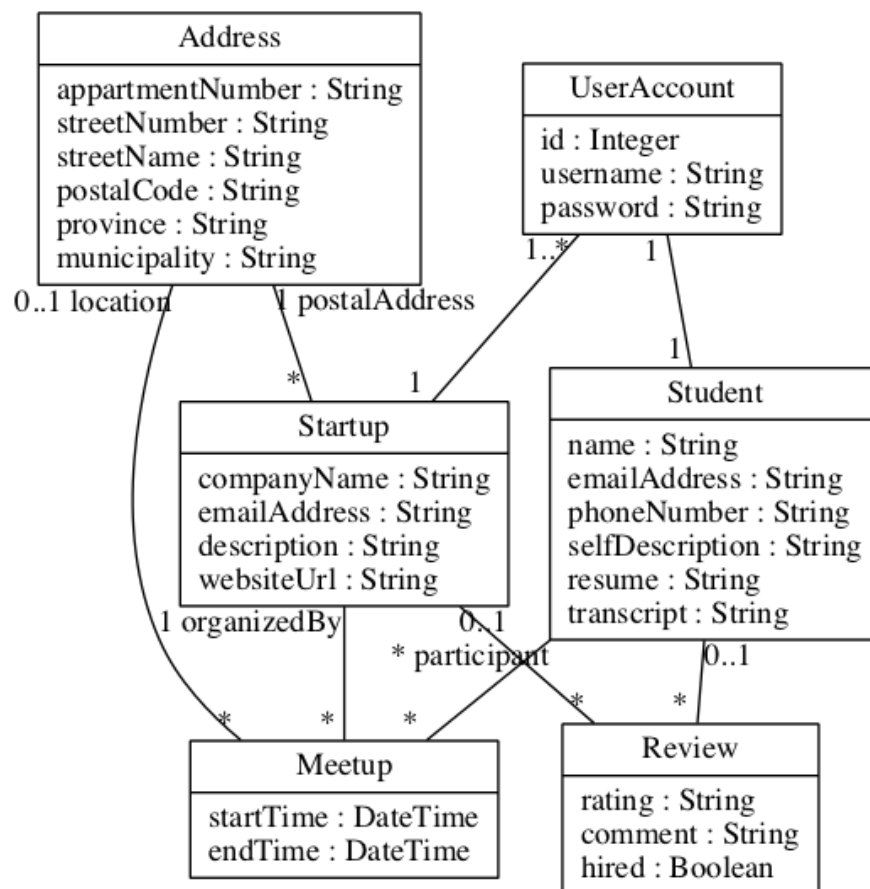 Address
appartmentNumber : String
streetNumber : String
streetName : String
postalCode : String
province : String
municipality : String
UserAccount
id : Integer
username : String
password : String
0..1 location
1 postalAddress
1..*
1
*
1
1
Startup
companyName : String
emailAddress : String
description : String
websiteUrl : String
Student
name : String
emailAddress : String
phoneNumber : String
selfDescription : String
resume : String
transcript : String
1 organizedBy
0..1
* participant
0..1
*
*
*
*
*
Meetup
startTime : DateTime
endTime : DateTime
Review
rating : String
comment : String
hired : Boolean